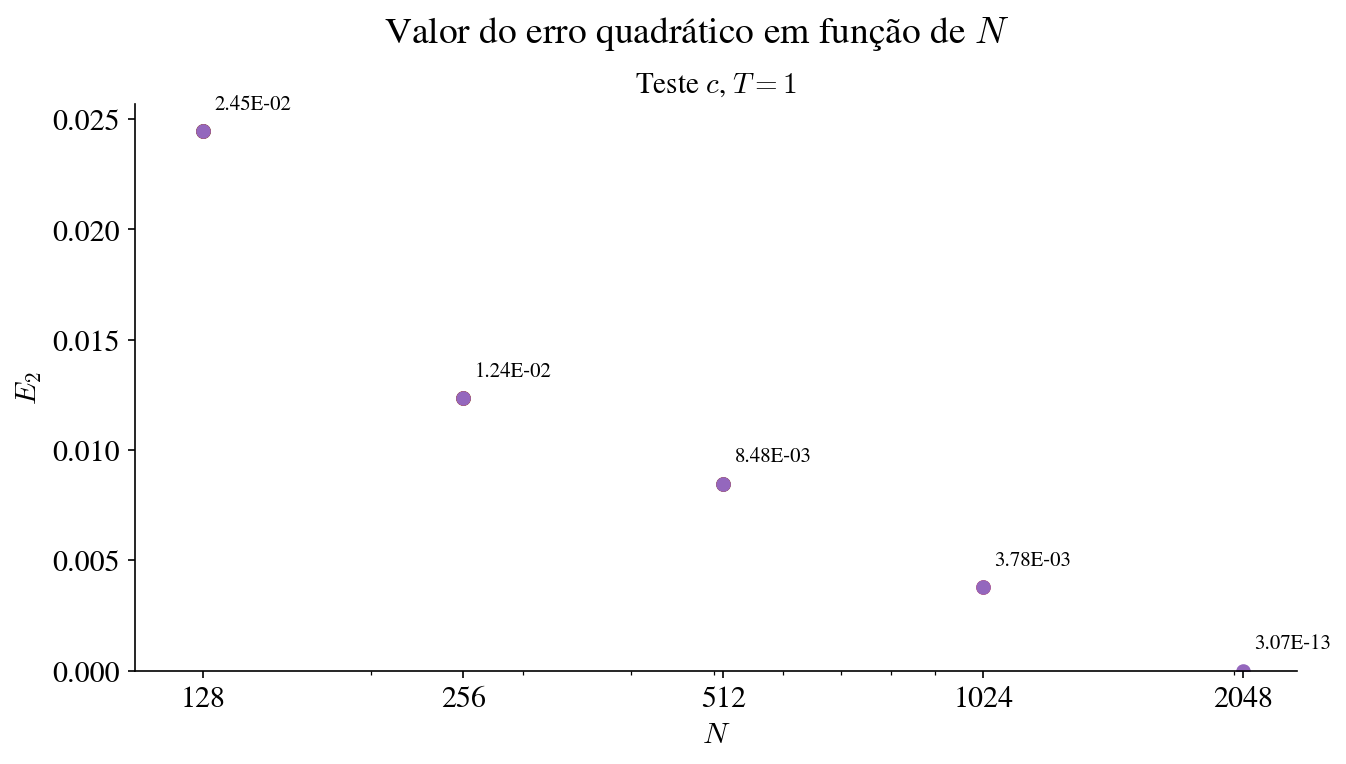 Valor do erro quadrático em função de N
Teste c, T = 1
2.45E-02
0.025
0.020
0.015
1.24E-02
E₂
0.010
8.48E-03
0.005
3.78E-03
3.07E-13
0.000
128 256 512 1024 2048
N